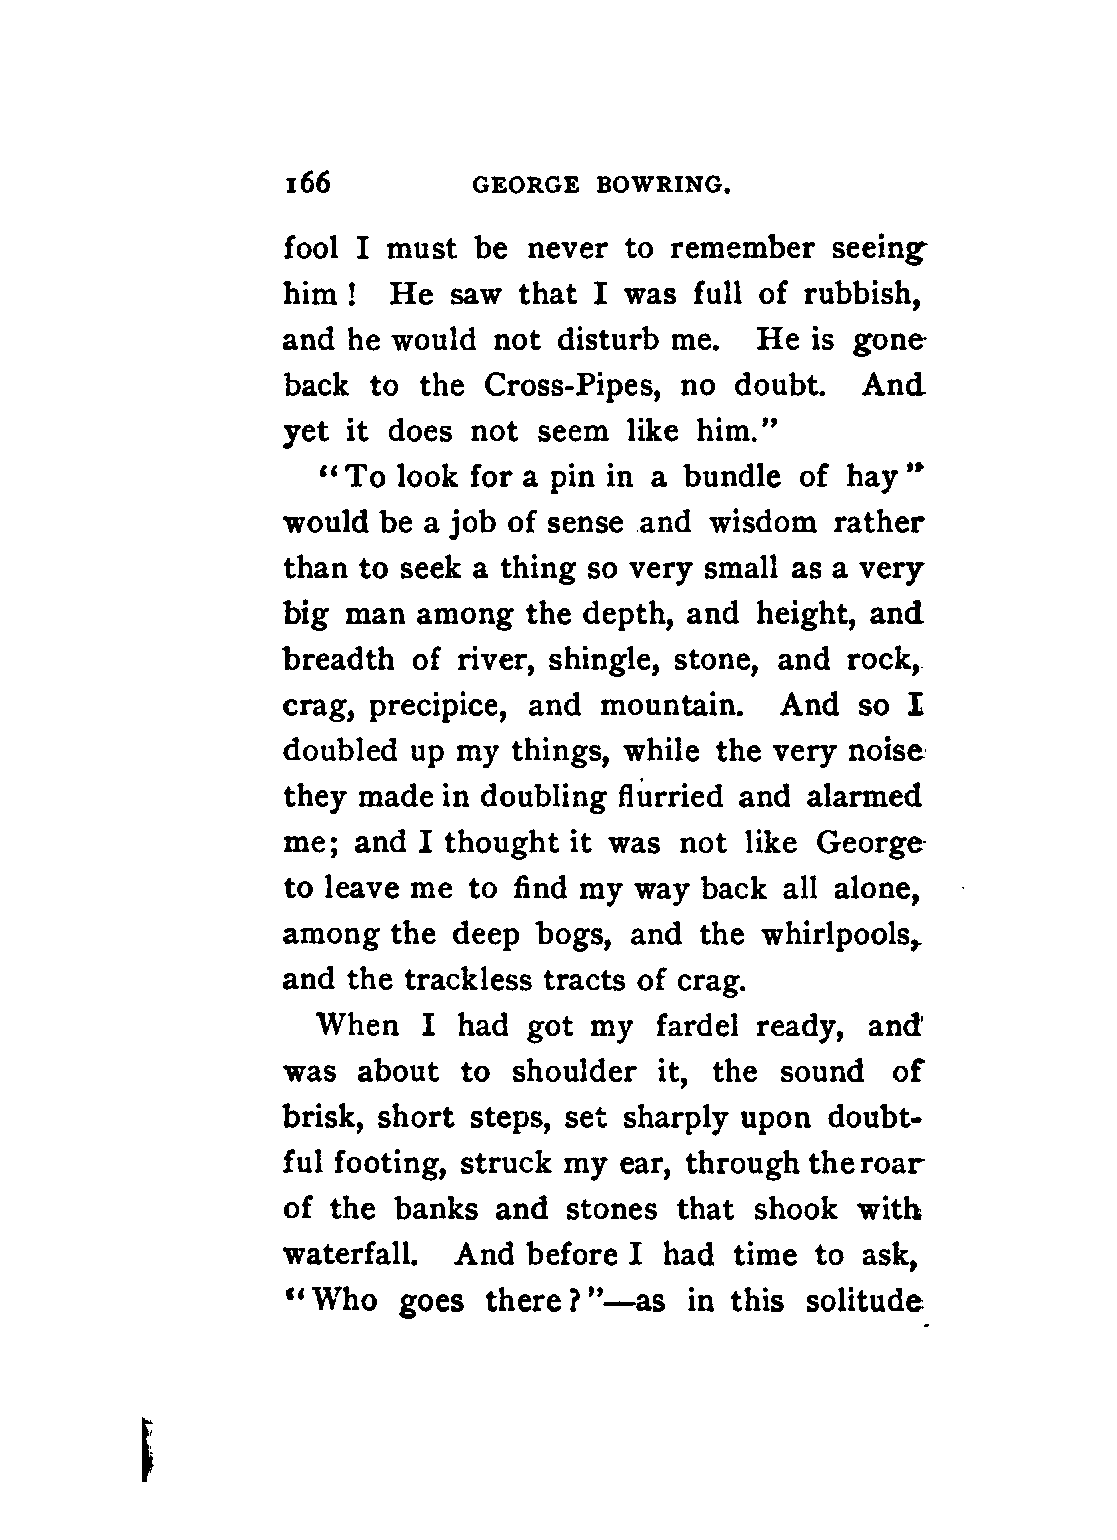 166 GEORGE BOWRING.
fool I must be never to remember seeing
him ! He saw that I was full of rubbish,
and he would not disturb me. He is gone
back to the Cross-Pipes, no doubt. And
yet it does not seem like him."
"To look for a pin in a bundle of hay"
would be a job of sense and wisdom rather
than to seek a thing so very small as a very
big man among the depth, and height, and
breadth of river, shingle, stone, and rock,
crag, precipice, and mountain. And so I
doubled up my things, while the very noise
they made in doubling flurried and alarmed
me; and I thought it was not like George
to leave me to find my way back all alone,
among the deep bogs, and the whirlpools,
and the trackless tracts of crag.
When I had got my fardel ready, and
was about to shoulder it, the sound of
brisk, short steps, set sharply upon doubt-
ful footing, struck my ear, through the roar
of the banks and stones that shook with
waterfall. And before I had time to ask,
"Who goes there?"—as in this solitude